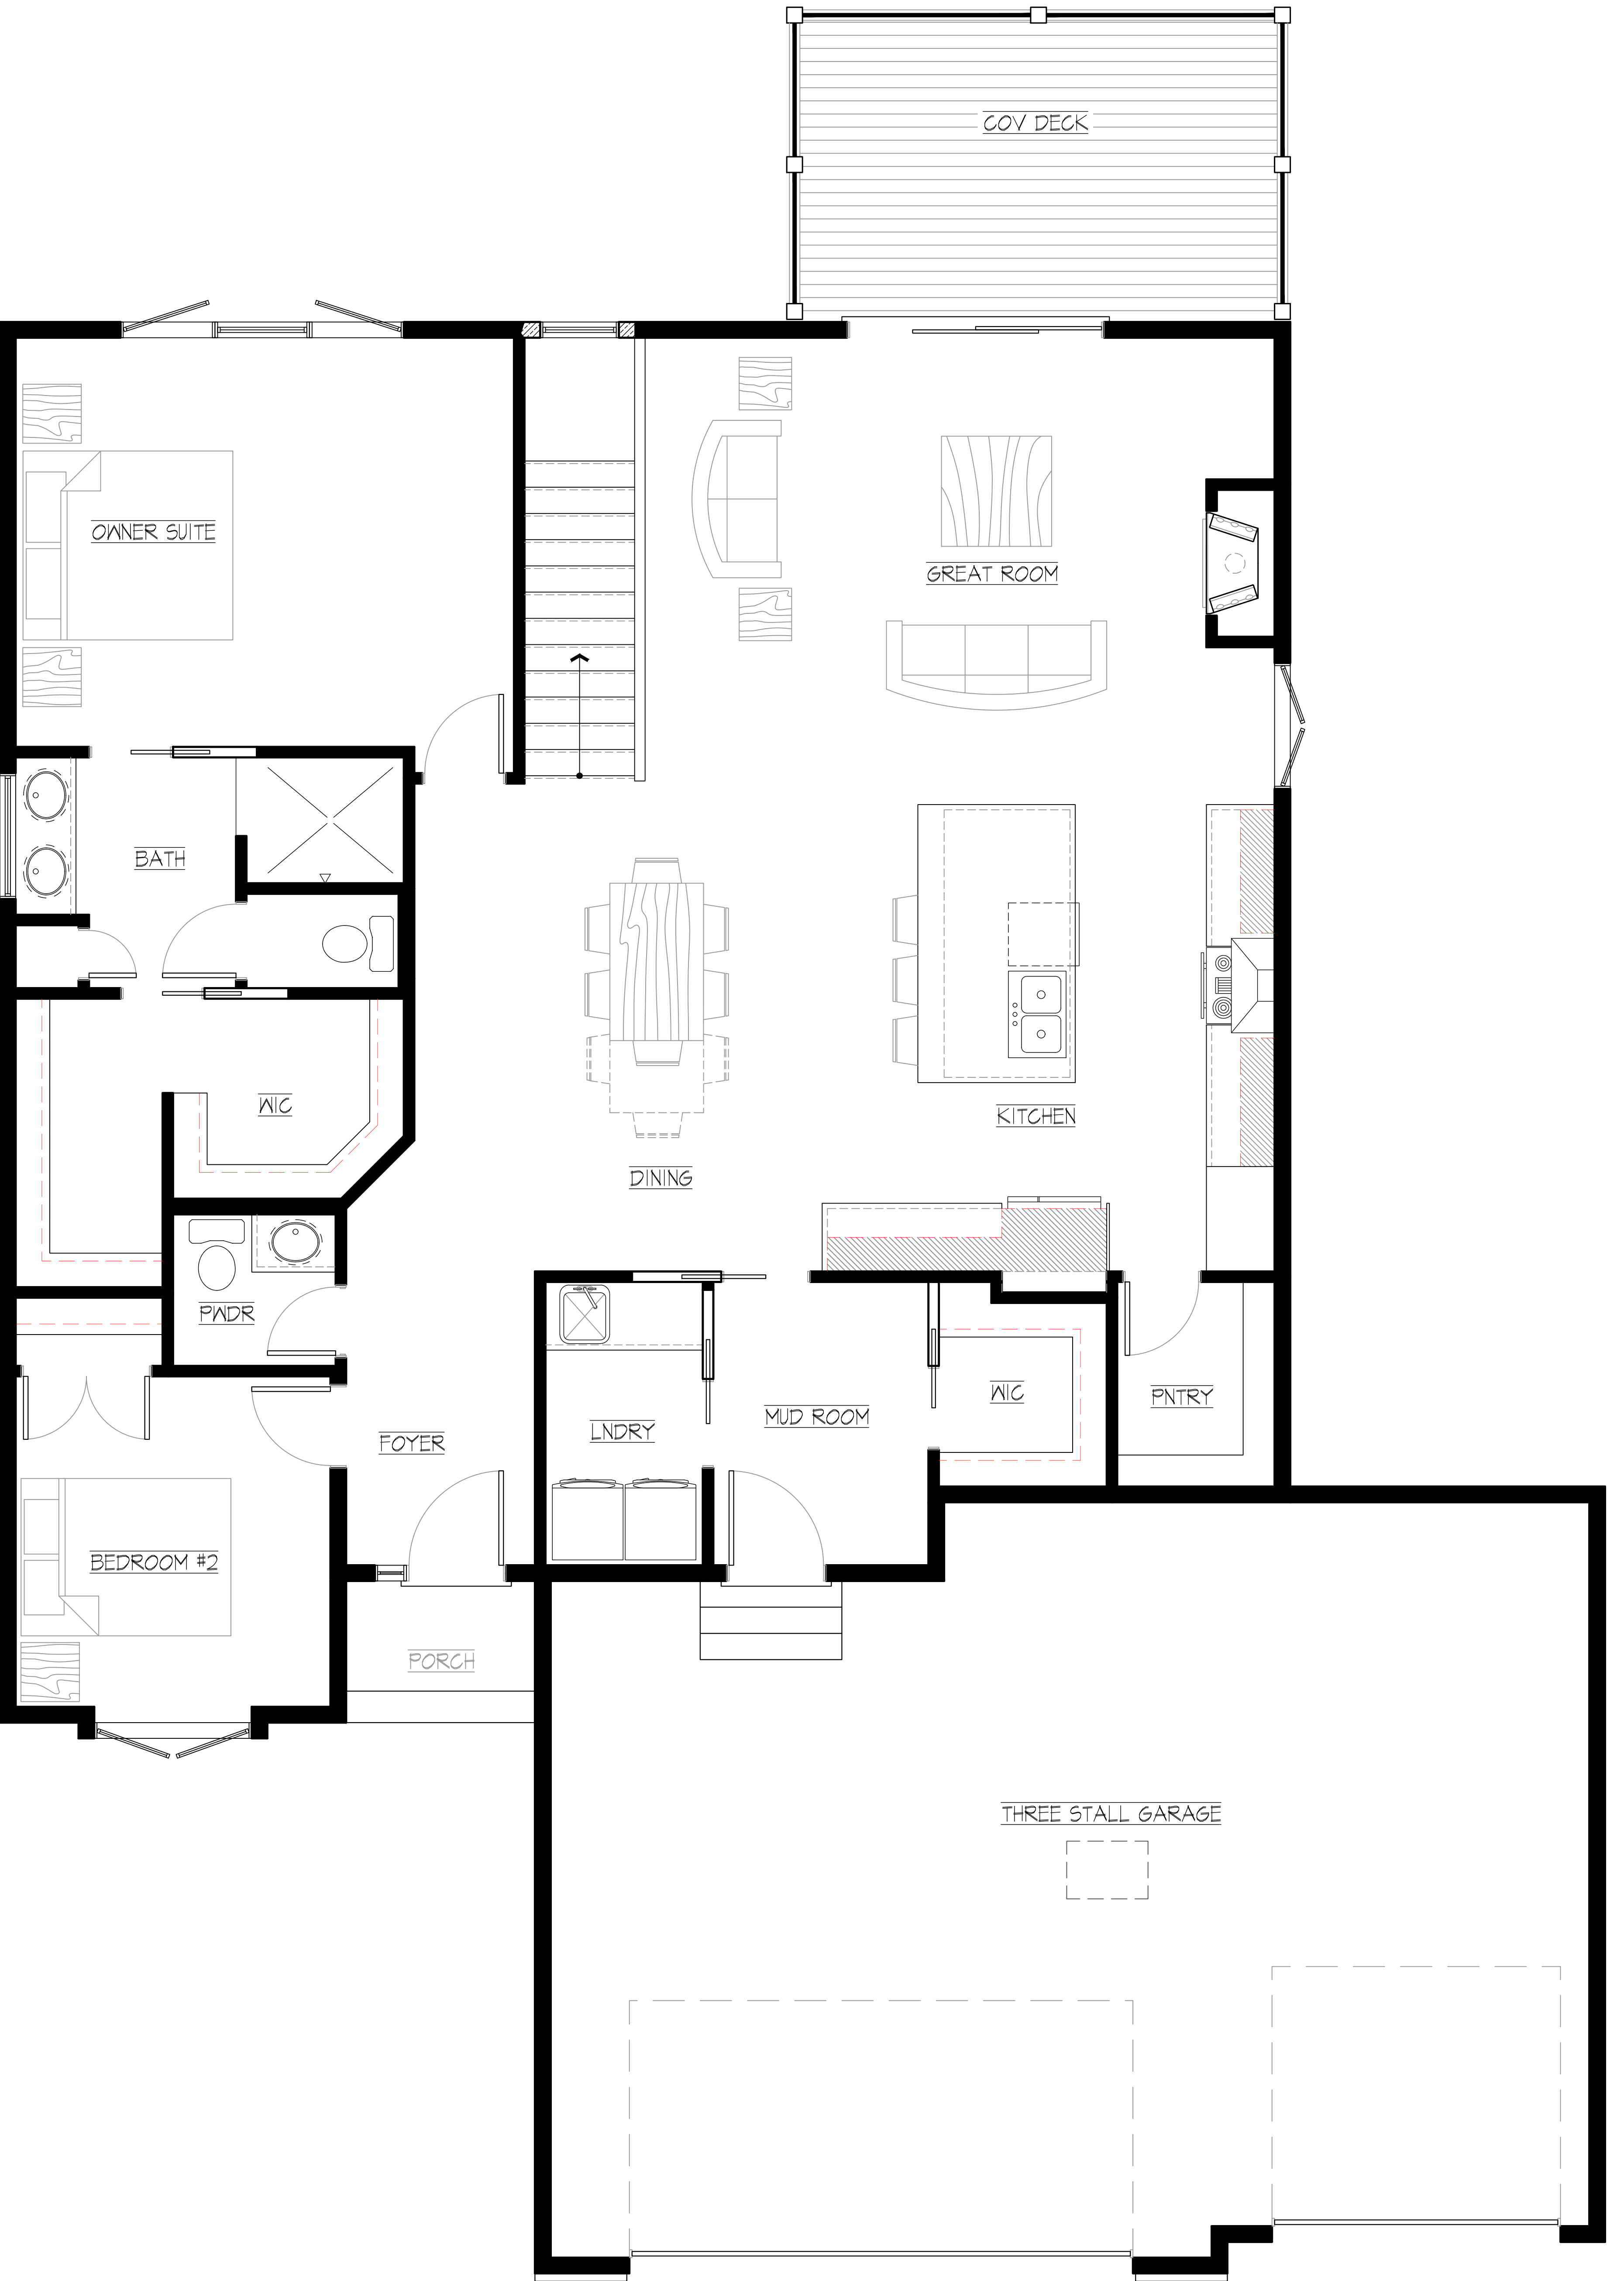 COV DECK
OWNER SUITE
GREAT ROOM
BATH
WIC
KITCHEN
DINING
PWDR
WIC
PNTRY
MUD ROOM
LNDRY
FOYER
BEDROOM #2
PORCH
THREE STALL GARAGE